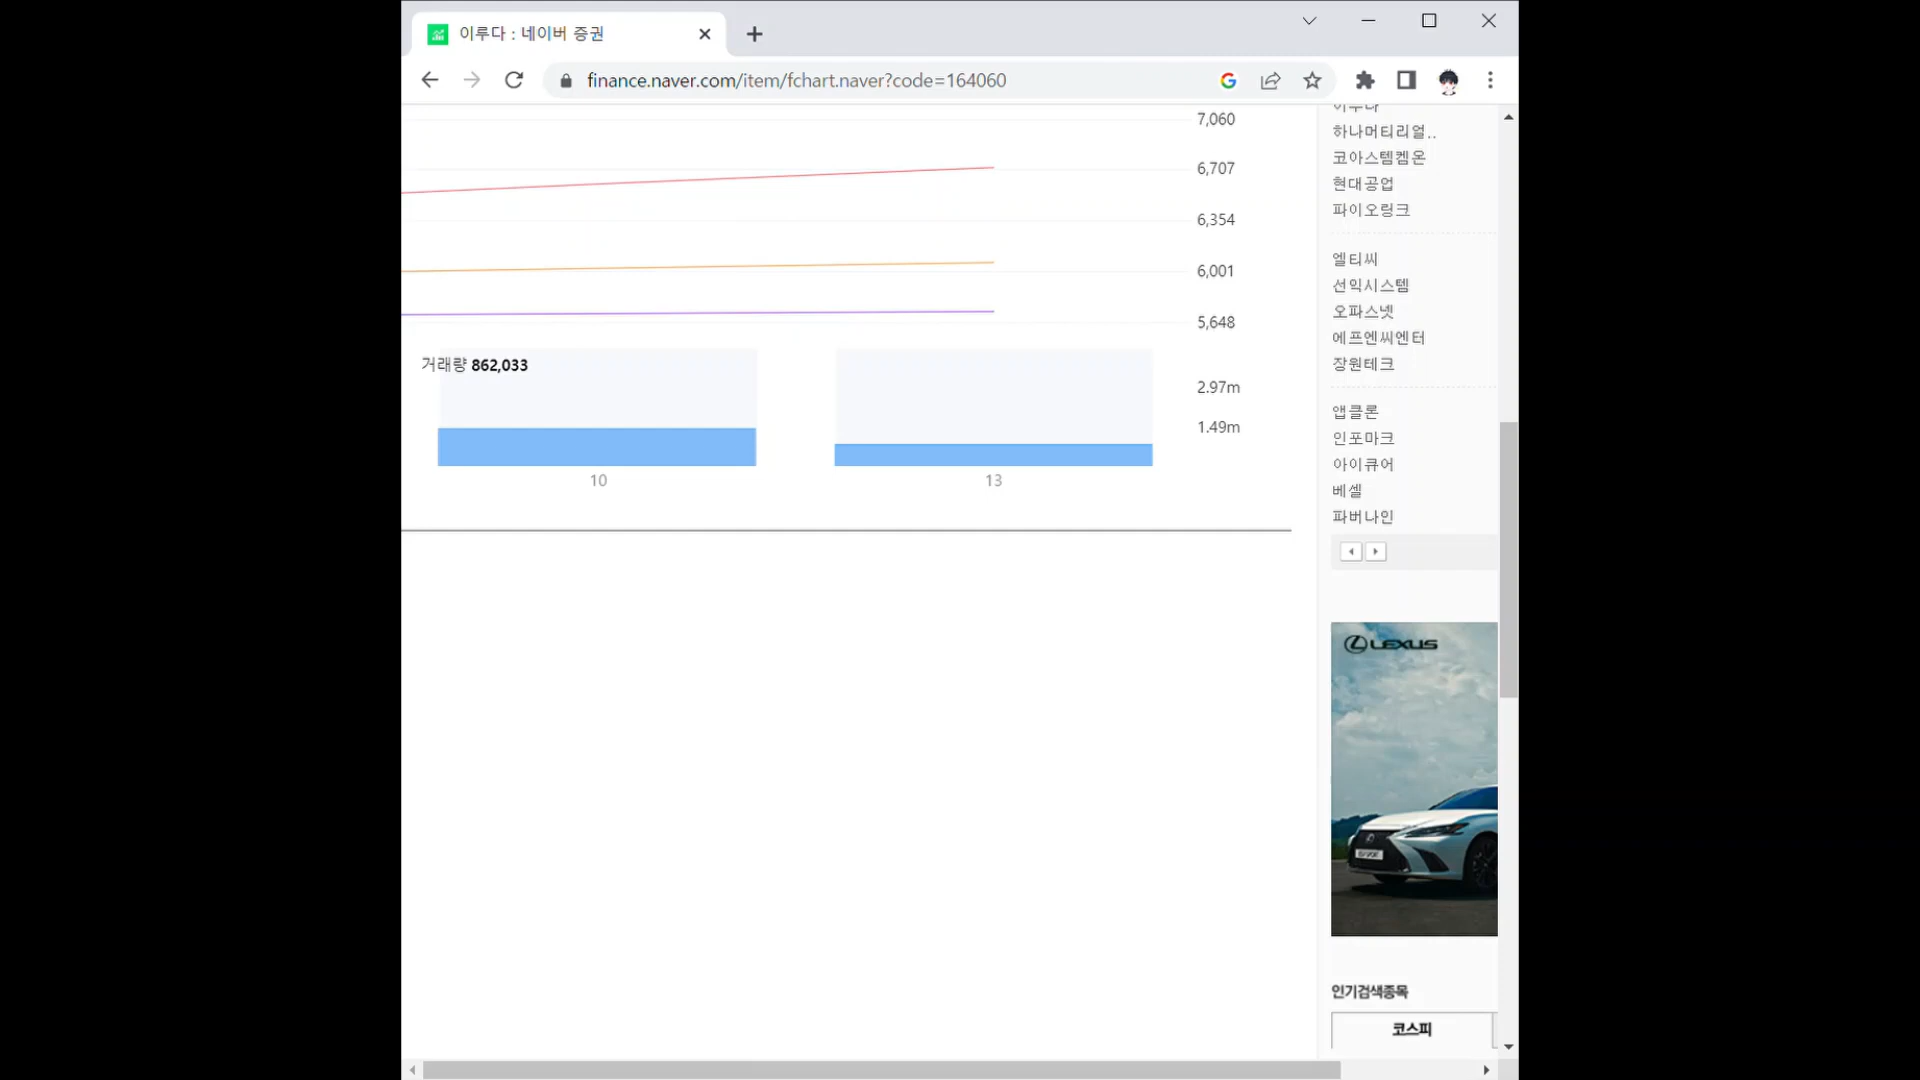 이루다 : 네이버 증권
finance.naver.com/item/fchart.naver?code=164060
7,060
6,707
6,354
6,001
5,648
거래량 862,033
2.97m
1.49m
10
13
이루다
하나머티리얼..
코아스템켐온
현대공업
파이오링크
엘티씨
선익시스템
오파스넷
에프엔씨엔터
장원테크
앱클론
인포마크
아이큐어
베셀
파버나인
LEXUS
인기검색종목
코스피